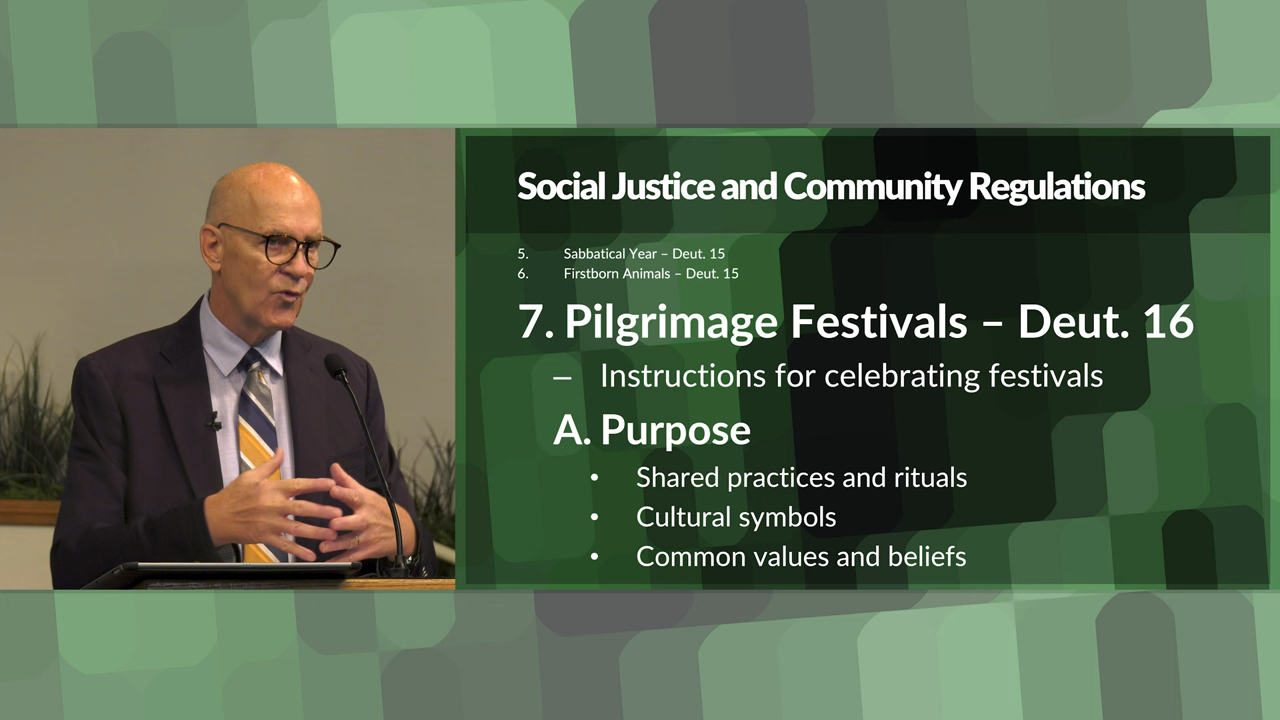 Social Justice and Community Regulations
5. Sabbatical Year – Deut. 15
6. Firstborn Animals – Deut. 15
7. Pilgrimage Festivals – Deut. 16
– Instructions for celebrating festivals
A. Purpose
• Shared practices and rituals
• Cultural symbols
• Common values and beliefs